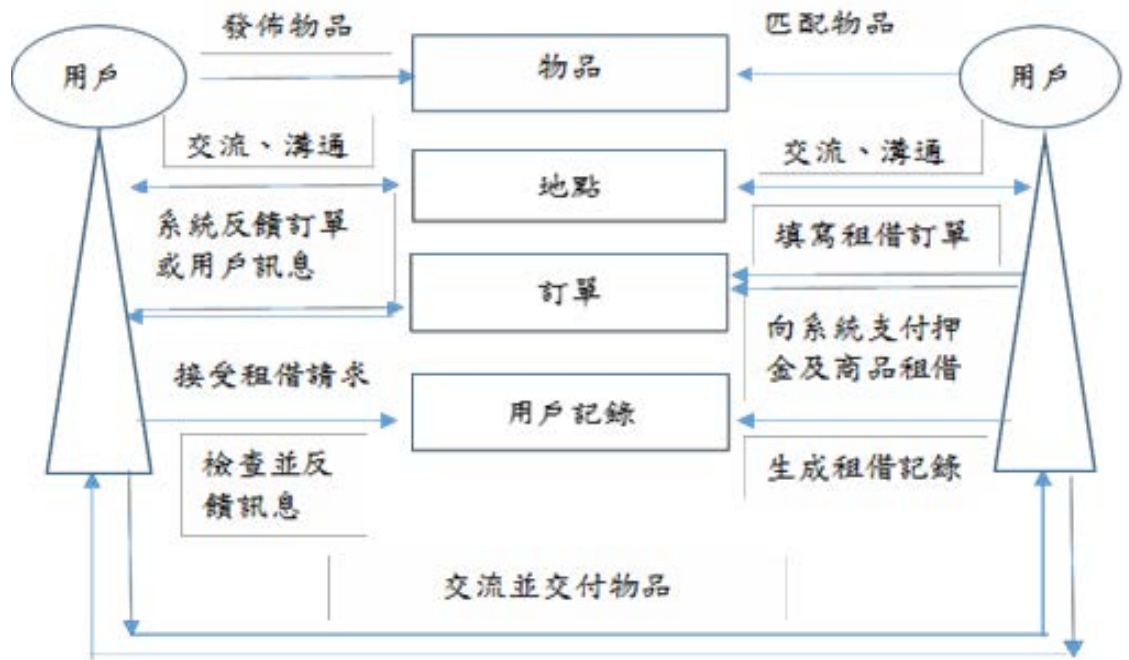 發佈物品
匹配物品
用戶
物品
用戶
交流、溝通
交流、溝通
地點
系統反饋訂單
或用戶訊息
填寫租借訂單
訂單
向系統支付押
金及商品租借
接受租借請求
用戶記錄
檢查並反
饋訊息
生成租借記錄
交流並交付物品